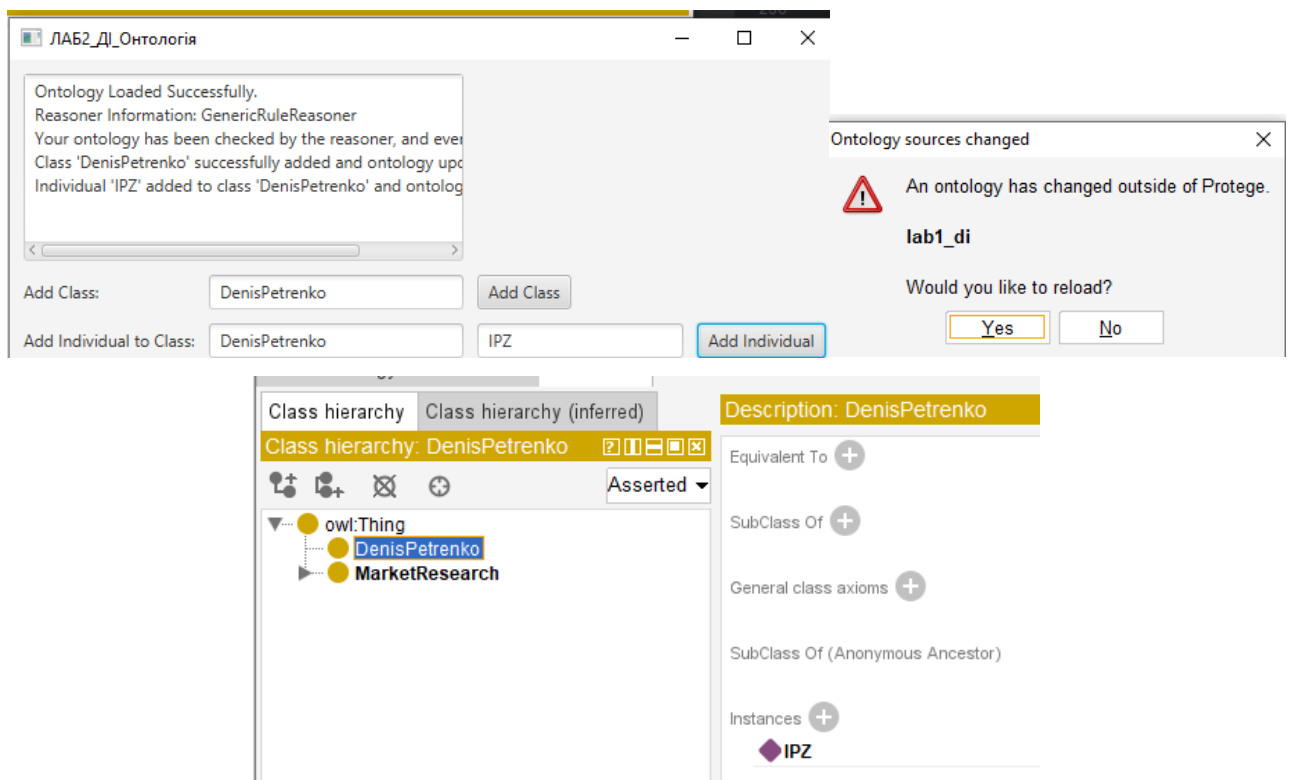 ЛАБ2_ДІ_Онтологія
Ontology Loaded Successfully.
Reasoner Information: GenericRuleReasoner
Your ontology has been checked by the reasoner, and ever
Class 'DenisPetrenko' successfully added and ontology upd
Individual 'IPZ' added to class 'DenisPetrenko' and ontolog
Add Class:
DenisPetrenko
Add Class
Add Individual to Class:
DenisPetrenko
IPZ
Add Individual
Ontology sources changed
An ontology has changed outside of Protege.
lab1_di
Would you like to reload?
Yes
No
Class hierarchy
Class hierarchy (inferred)
Class hierarchy: DenisPetrenko
Asserted
owl:Thing
DenisPetrenko
MarketResearch
Description: DenisPetrenko
Equivalent To
SubClass Of
General class axioms
SubClass Of (Anonymous Ancestor)
Instances
IPZ